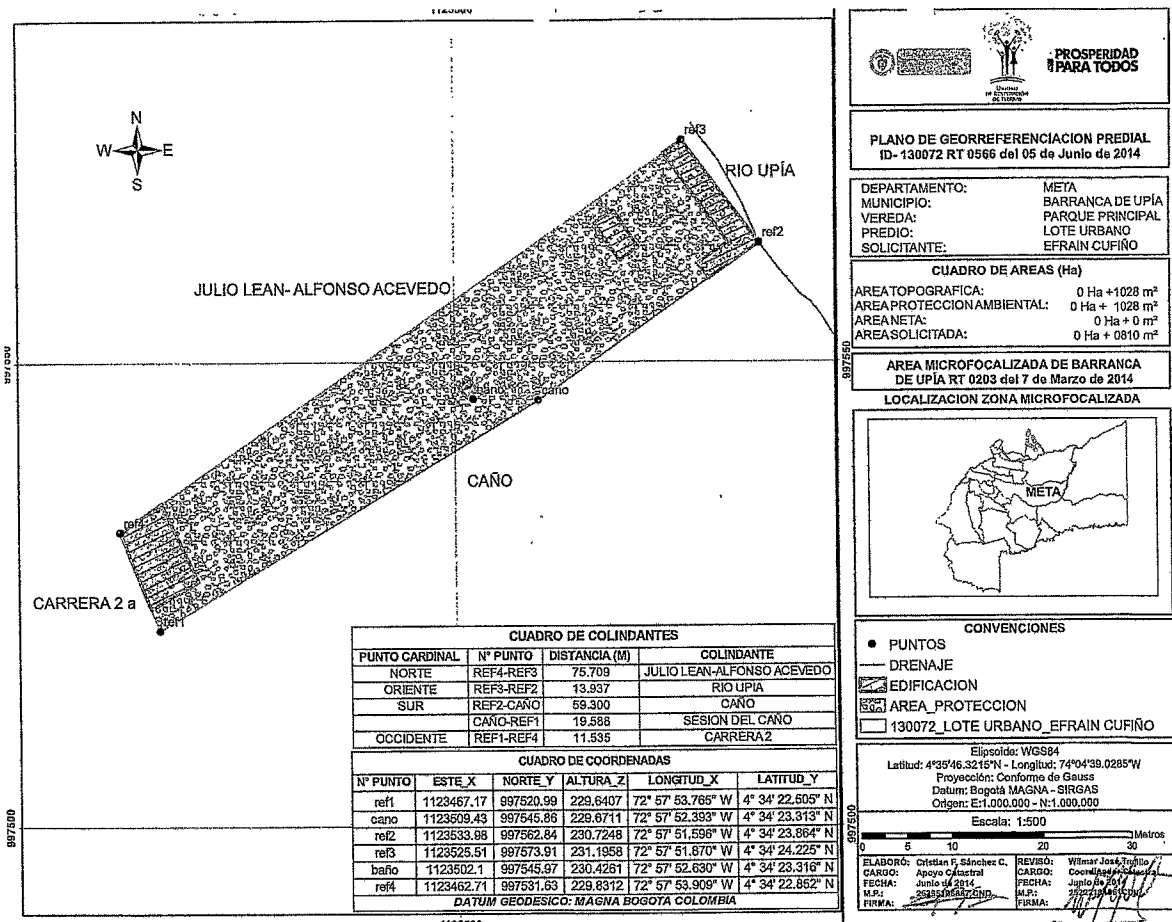 N
W E
S
ref3
RIO UPÍA
ref2
JULIO LEAN-ALFONSO ACEVEDO
997550
997550
CAÑO
CARRERA 2 a
ref1
997500
997500
CUADRO DE COLINDANTES
PUNTO CARDINAL N° PUNTO DISTANCIA (M) COLINDANTE
NORTE REF4-REF3 75.709 JULIO LEAN-ALFONSO ACEVEDO
ORIENTE REF3-REF2 13.937 RIO UPIA
SUR REF2-CAÑO 59.300 CAÑO
CAÑO-REF1 19.588 SESION DEL CAÑO
OCCIDENTE REF1-REF4 11.535 CARRERA2
CUADRO DE COORDENADAS
N° PUNTO ESTE_X NORTE_Y ALTURA_Z LONGITUD_X LATITUD_Y
ref1 1123467.17 997520.99 229.6407 72° 57' 53.765" W 4° 34' 22.505" N
cano 1123509.43 997545.86 229.6711 72° 57' 52.393" W 4° 34' 23.313" N
ref2 1123533.98 997562.84 230.7248 72° 57' 51.596" W 4° 34' 23.864" N
ref3 1123525.51 997573.91 231.1958 72° 57' 51.870" W 4° 34' 24.225" N
baño 1123502.1 997545.97 230.4261 72° 57' 52.630" W 4° 34' 23.316" N
ref4 1123462.71 997531.63 229.8312 72° 57' 53.909" W 4° 34' 22.852" N
DATUM GEODESICO: MAGNA BOGOTA COLOMBIA
PROSPERIDAD
PARA TODOS
UNIDAD
DE RESTITUCIÓN
DE TIERRAS
PLANO DE GEORREFERENCIACION PREDIAL
ID- 130072 RT 0566 del 05 de Junio de 2014
DEPARTAMENTO: META
MUNICIPIO: BARRANCA DE UPÍA
VEREDA: PARQUE PRINCIPAL
PREDIO: LOTE URBANO
SOLICITANTE: EFRAIN CUFIÑO
CUADRO DE AREAS (Ha)
AREA TOPOGRAFICA: 0 Ha +1028 m²
AREA PROTECCION AMBIENTAL: 0 Ha + 1028 m²
AREA NETA: 0 Ha + 0 m²
AREA SOLICITADA: 0 Ha + 0810 m²
AREA MICROFOCALIZADA DE BARRANCA
DE UPÍA RT 0203 del 7 de Marzo de 2014
LOCALIZACION ZONA MICROFOCALIZADA
META
CONVENCIONES
PUNTOS
DRENAJE
EDIFICACION
AREA_PROTECCION
130072_LOTE URBANO_EFRAIN CUFIÑO
Elipsoide: WGS84
Latitud: 4°35'46.3215"N - Longitud: 74°04'39.0285"W
Proyección: Conforme de Gauss
Datum: Bogotá MAGNA - SIRGAS
Origen: E:1.000.000 - N:1.000.000
Escala: 1:500
0 5 10 20 30 Metros
ELABORÓ: Cristian F. Sánchez C. REVISÓ: Wilmar José Trujillo
CARGO: Apoyo Catastral CARGO: Coordinador Catastral
FECHA: Junio de 2014 FECHA: Junio de 2014
M.P.: M.P.:
FIRMA: FIRMA: